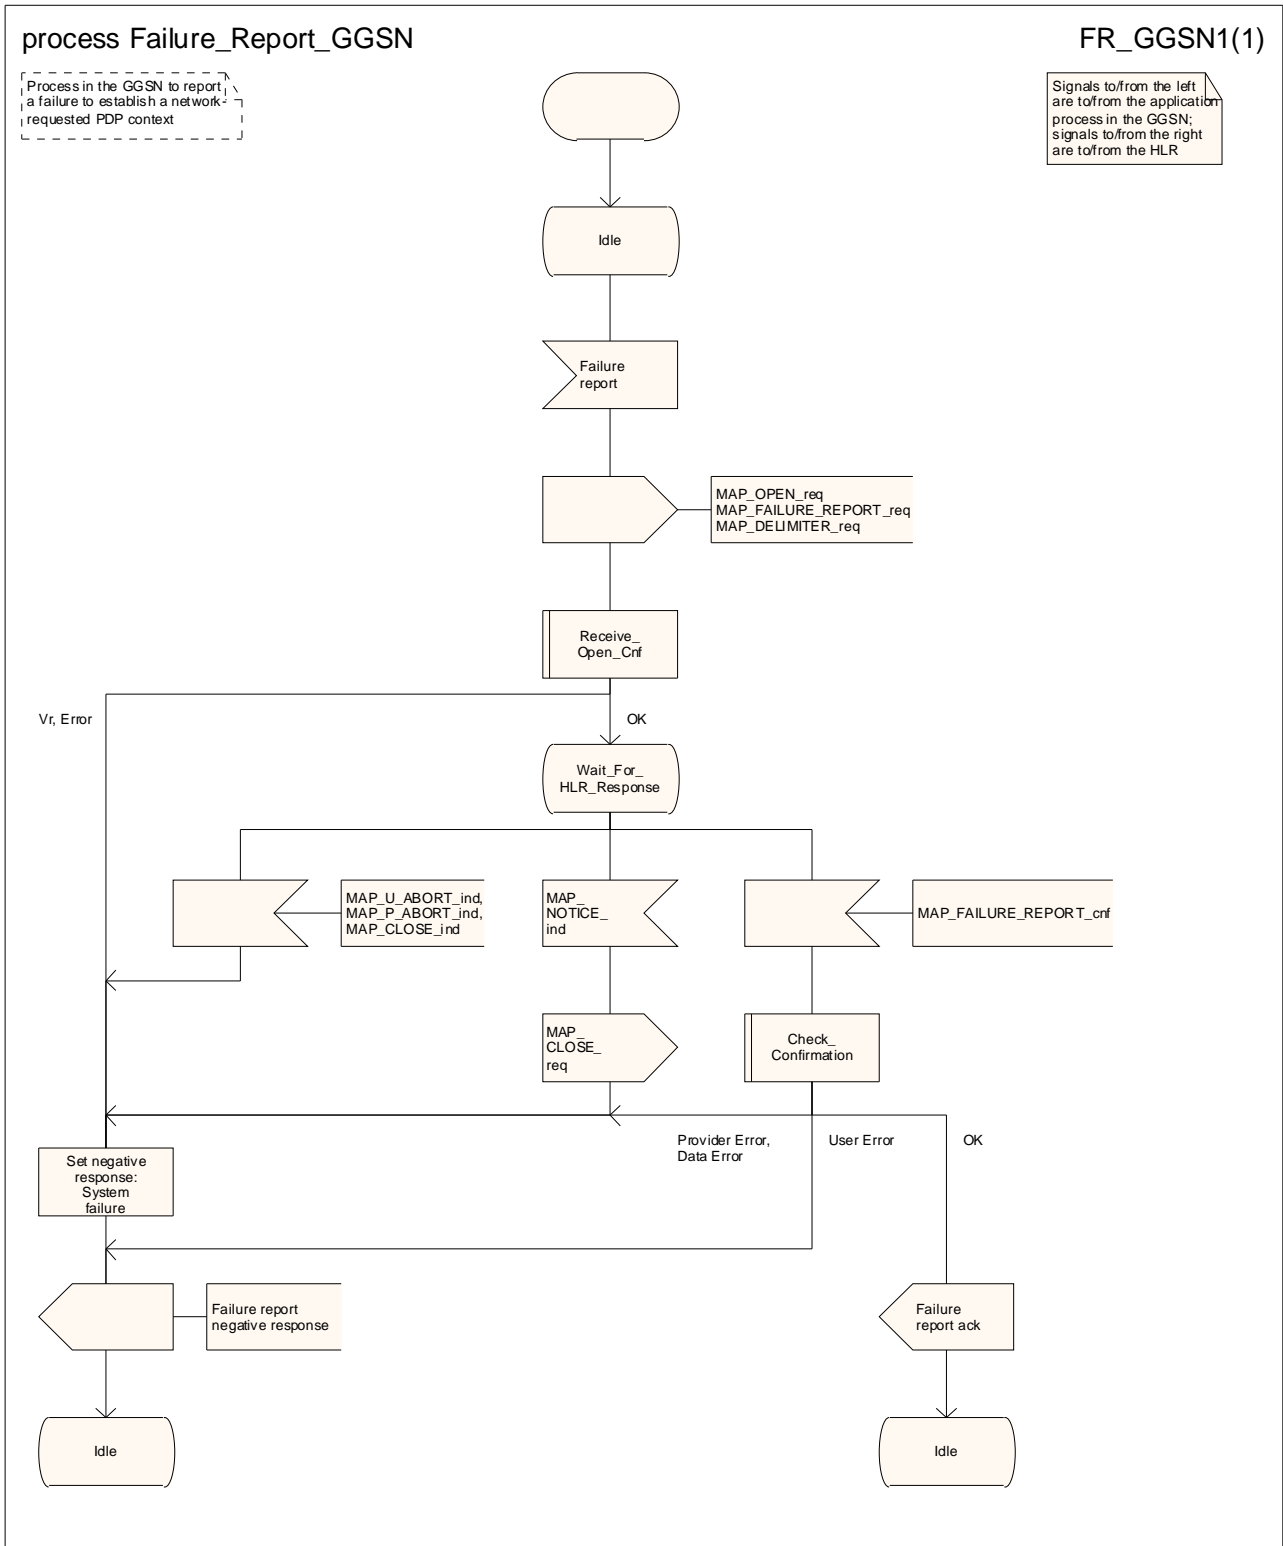 process Failure_Report_GGSN
FR_GGSN1(1)
Process in the GGSN to report
a failure to establish a network-
requested PDP context
Signals to/from the left
are to/from the application
process in the GGSN;
signals to/from the right
are to/from the HLR
Idle
Failure
report
MAP_OPEN_req
MAP_FAILURE_REPORT_req
MAP_DELIMITER_req
Receive_
Open_Cnf
Vr, Error
OK
Wait_For_
HLR_Response
MAP_U_ABORT_ind,
MAP_P_ABORT_ind,
MAP_CLOSE_ind
MAP_
NOTICE_
ind
MAP_FAILURE_REPORT_cnf
MAP_
CLOSE_
req
Check_
Confirmation
Provider Error,
Data Error
User Error
OK
Set negative
response:
System
failure
Failure report
negative response
Failure
report ack
Idle
Idle